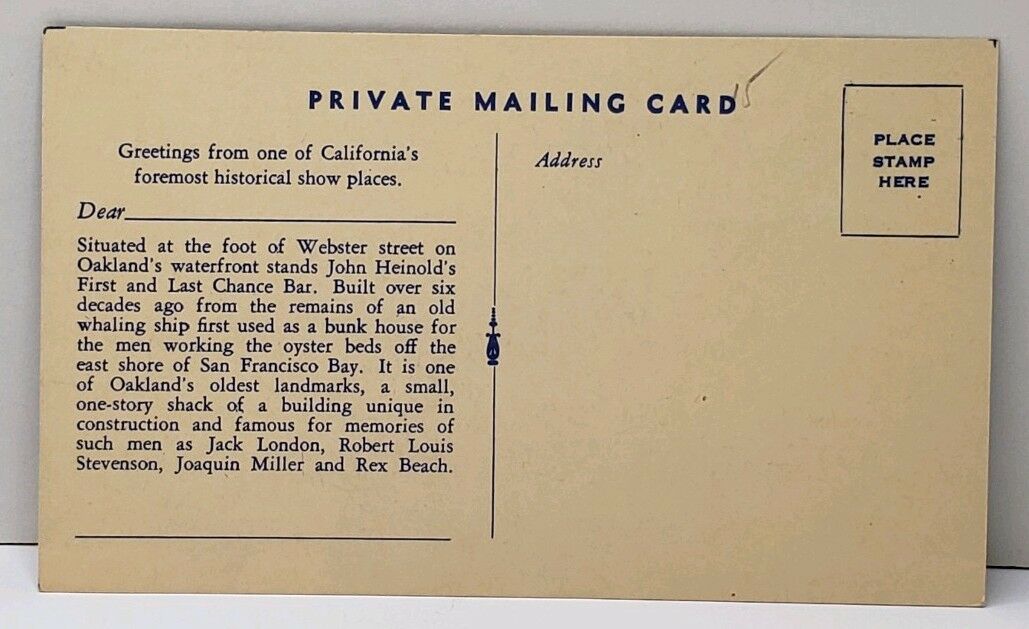 PRIVATE MAILING CARD
15
Greetings from one of California's
foremost historical show places.
Dear
Situated at the foot of Webster street on
Oakland's waterfront stands John Heinold's
First and Last Chance Bar. Built over six
decades ago from the remains of an old
whaling ship first used as a bunk house for
the men working the oyster beds off the
east shore of San Francisco Bay. It is one
of Oakland's oldest landmarks, a small,
one-story shack of a building unique in
construction and famous for memories of
such men as Jack London, Robert Louis
Stevenson, Joaquin Miller and Rex Beach.
Address
PLACE
STAMP
HERE